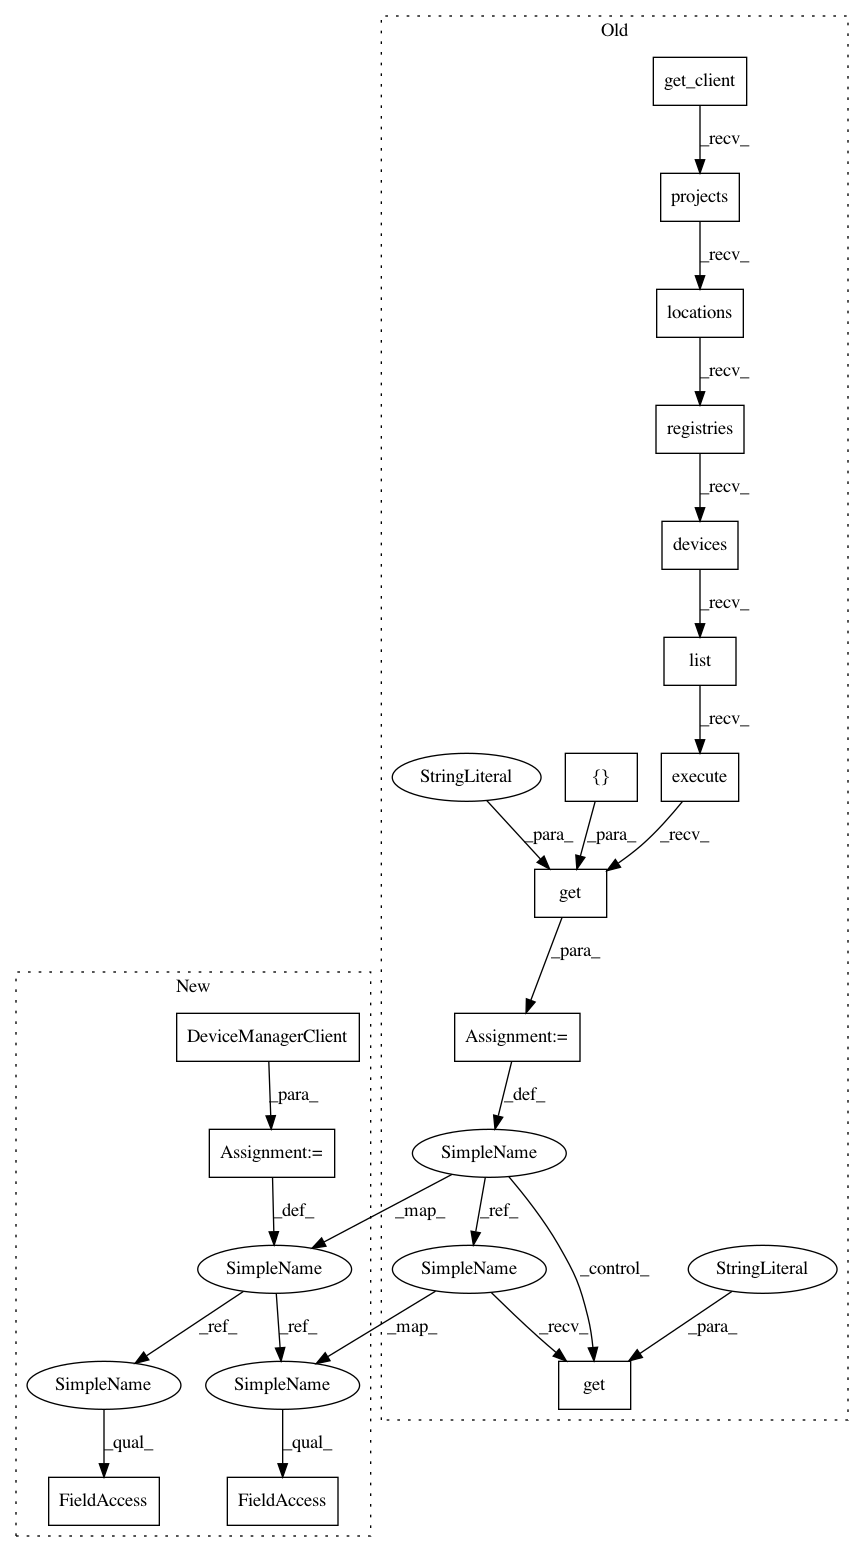 Old
get_client
_recv_
projects
_recv_
locations
_recv_
registries
_recv_
devices
_recv_
list
_recv_
StringLiteral
{}
execute
_para_
_para_
_recv_
get
_para_
New
DeviceManagerClient
Assignment:=
_para_
_def_
Assignment:=
SimpleName
_def_
_map_
_ref_
_control_
SimpleName
SimpleName
StringLiteral
_ref_
_ref_
_map_
_recv_
_para_
SimpleName
SimpleName
get
_qual_
_qual_
FieldAccess
FieldAccess